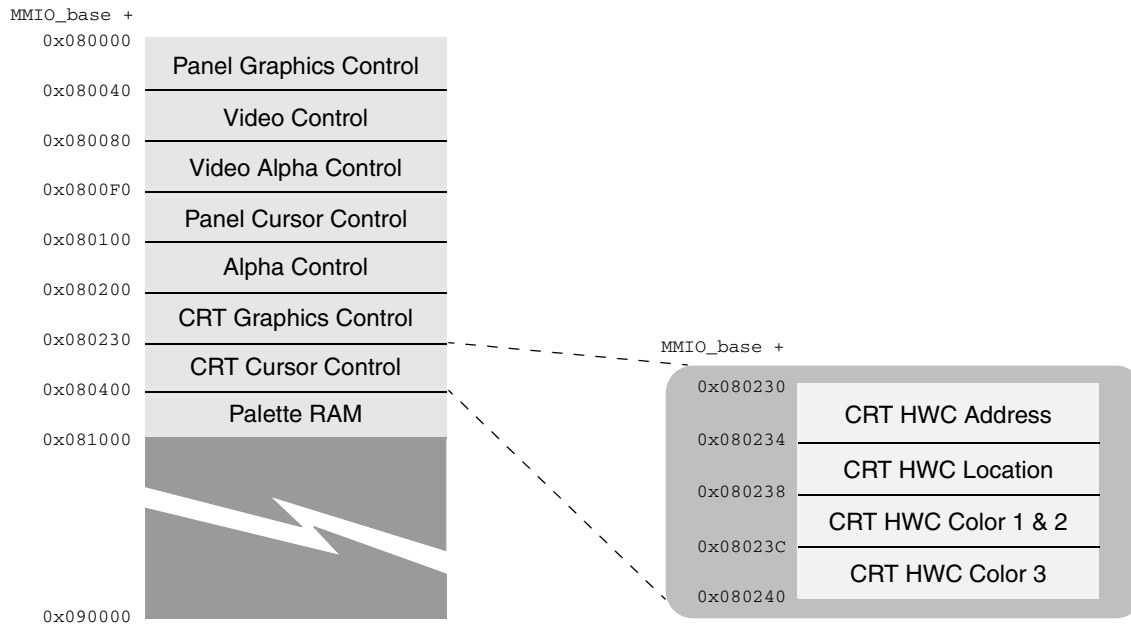 MMIO_base +
0x080000
Panel Graphics Control
0x080040
Video Control
0x080080
Video Alpha Control
0x0800F0
Panel Cursor Control
0x080100
Alpha Control
0x080200
CRT Graphics Control
0x080230
CRT Cursor Control
0x080400
Palette RAM
0x081000
0x090000
MMIO_base +
0x080230
CRT HWC Address
0x080234
CRT HWC Location
0x080238
CRT HWC Color 1 & 2
0x08023C
CRT HWC Color 3
0x080240